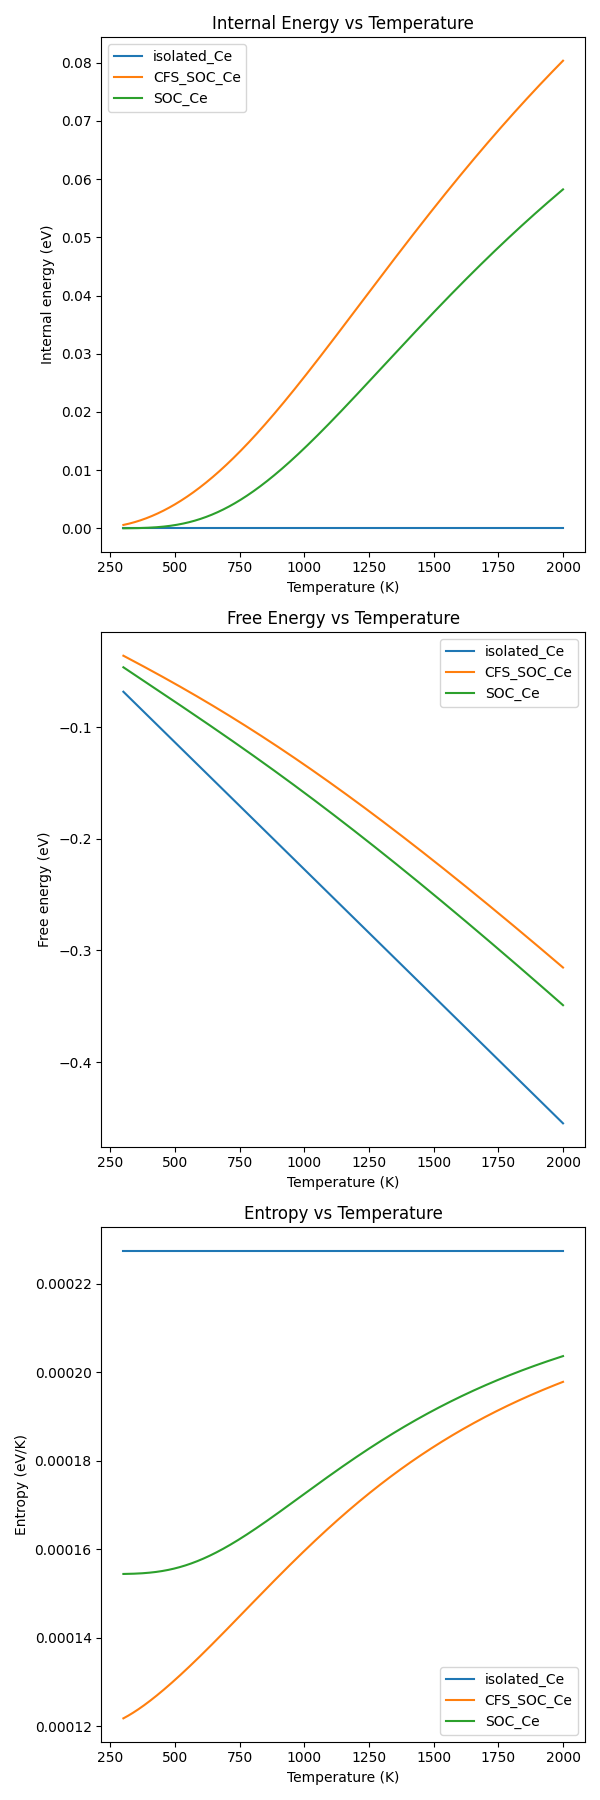 Internal Energy vs Temperature
isolated_Ce
CFS_SOC_Ce
SOC_Ce
0.08
0.07
0.06
0.05
0.04
0.03
0.02
0.01
0.00
Internal energy (eV)
250 500 750 1000 1250 1500 1750 2000
Temperature (K)
Free Energy vs Temperature
isolated_Ce
CFS_SOC_Ce
SOC_Ce
−0.1
−0.2
−0.3
−0.4
Free energy (eV)
250 500 750 1000 1250 1500 1750 2000
Temperature (K)
Entropy vs Temperature
0.00022
0.00020
0.00018
0.00016
0.00014
0.00012
Entropy (eV/K)
isolated_Ce
CFS_SOC_Ce
SOC_Ce
250 500 750 1000 1250 1500 1750 2000
Temperature (K)